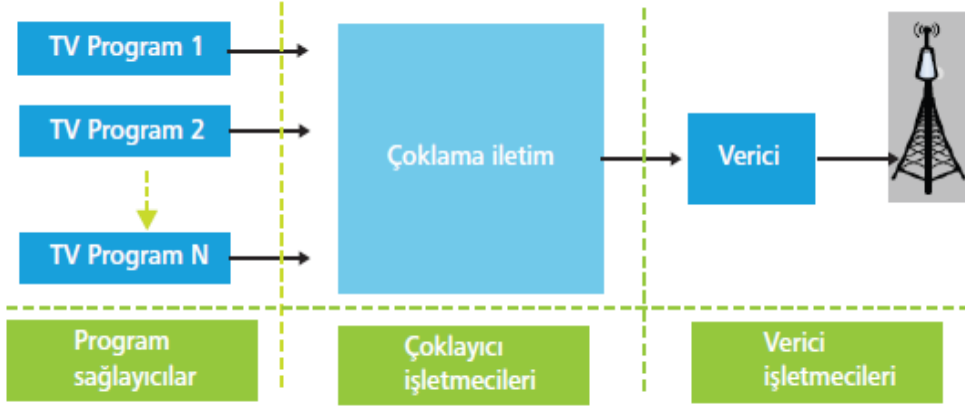 TV Program 1
TV Program 2
TV Program N
Çoklama iletim
Verici
Program
sağlayıcılar
Çoklayıcı
işletmecileri
Verici
işletmecileri